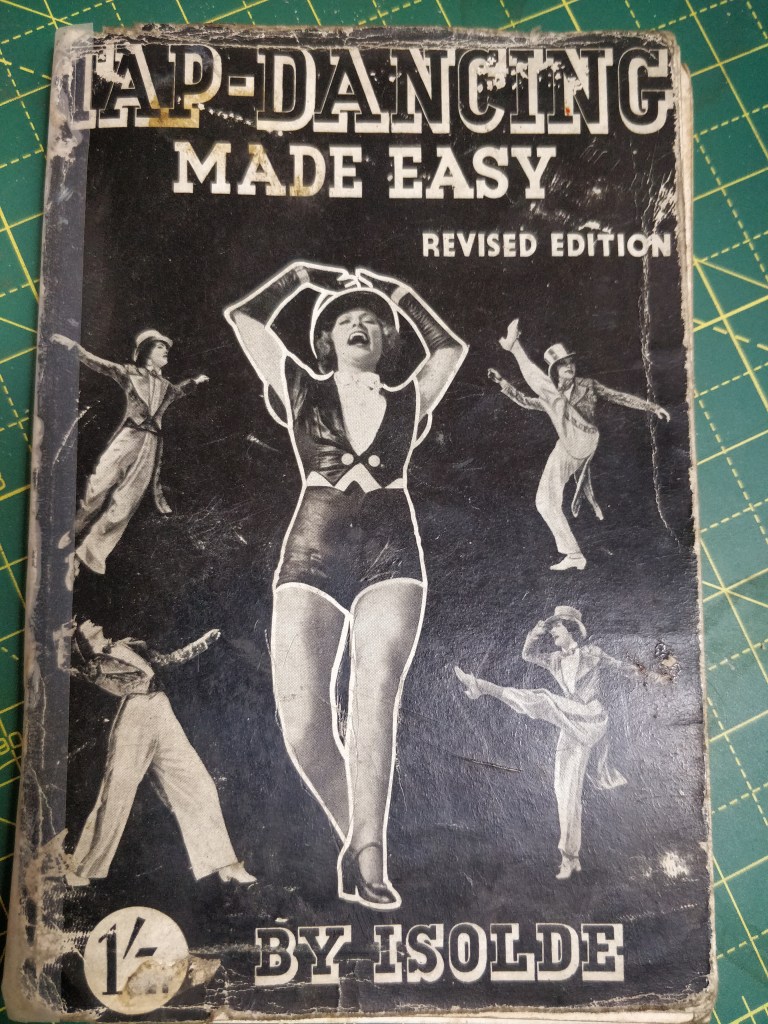 TAP-DANCING
MADE EASY
REVISED EDITION
1/-
BY ISOLDE